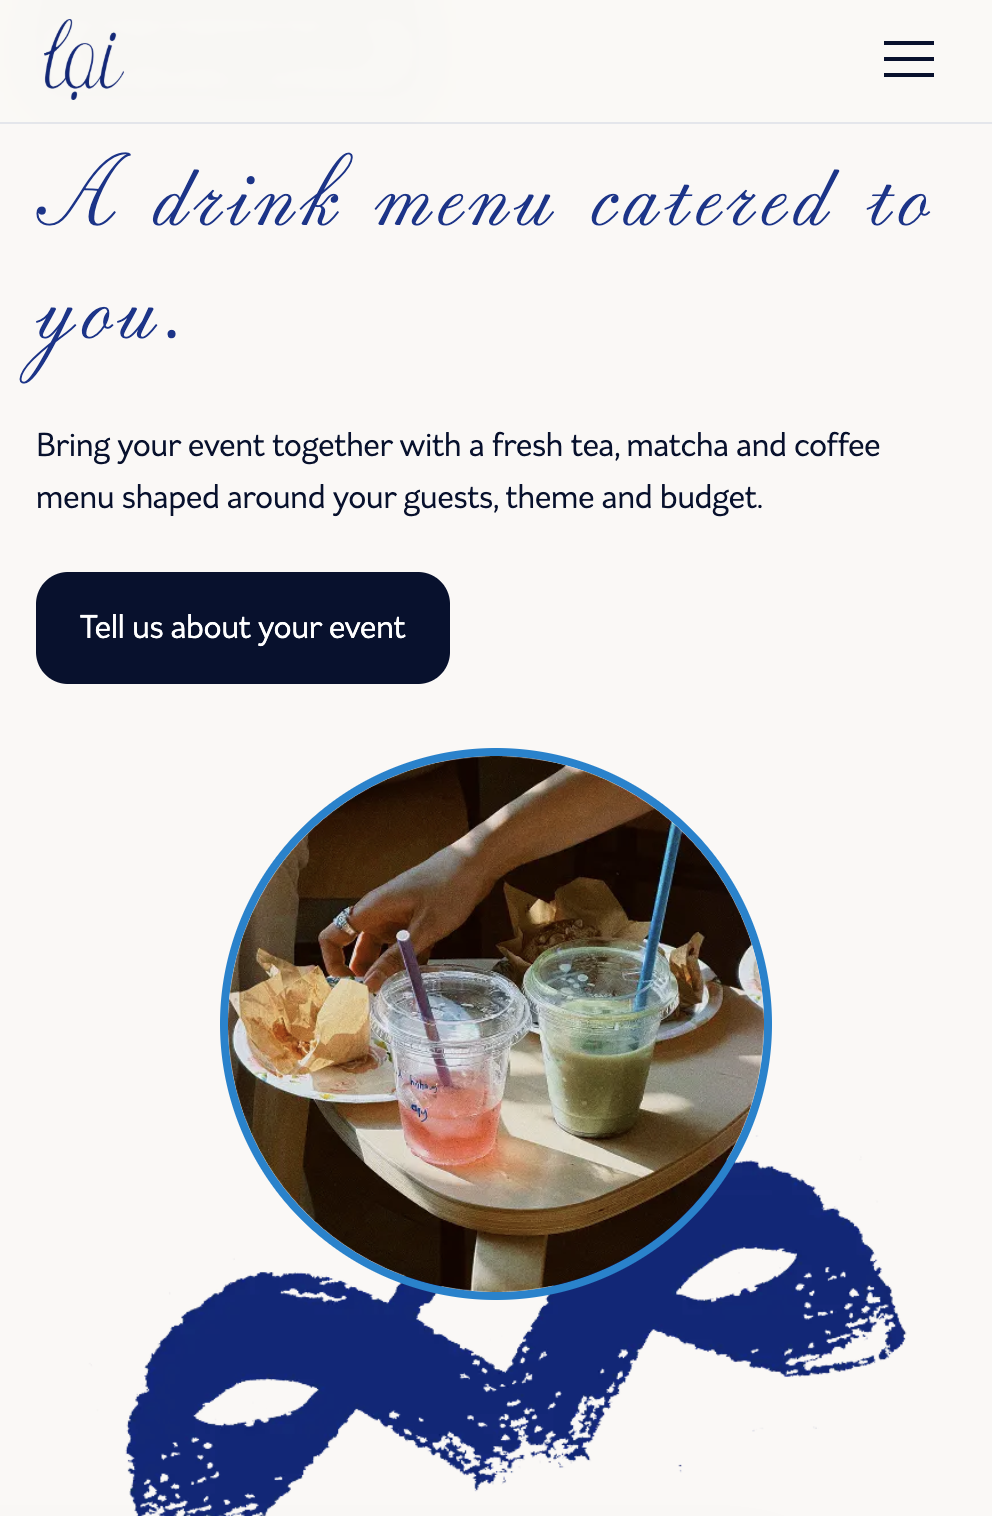 lại
A drink menu catered to
you.
Bring your event together with a fresh tea, matcha and coffee
menu shaped around your guests, theme and budget.
Tell us about your event